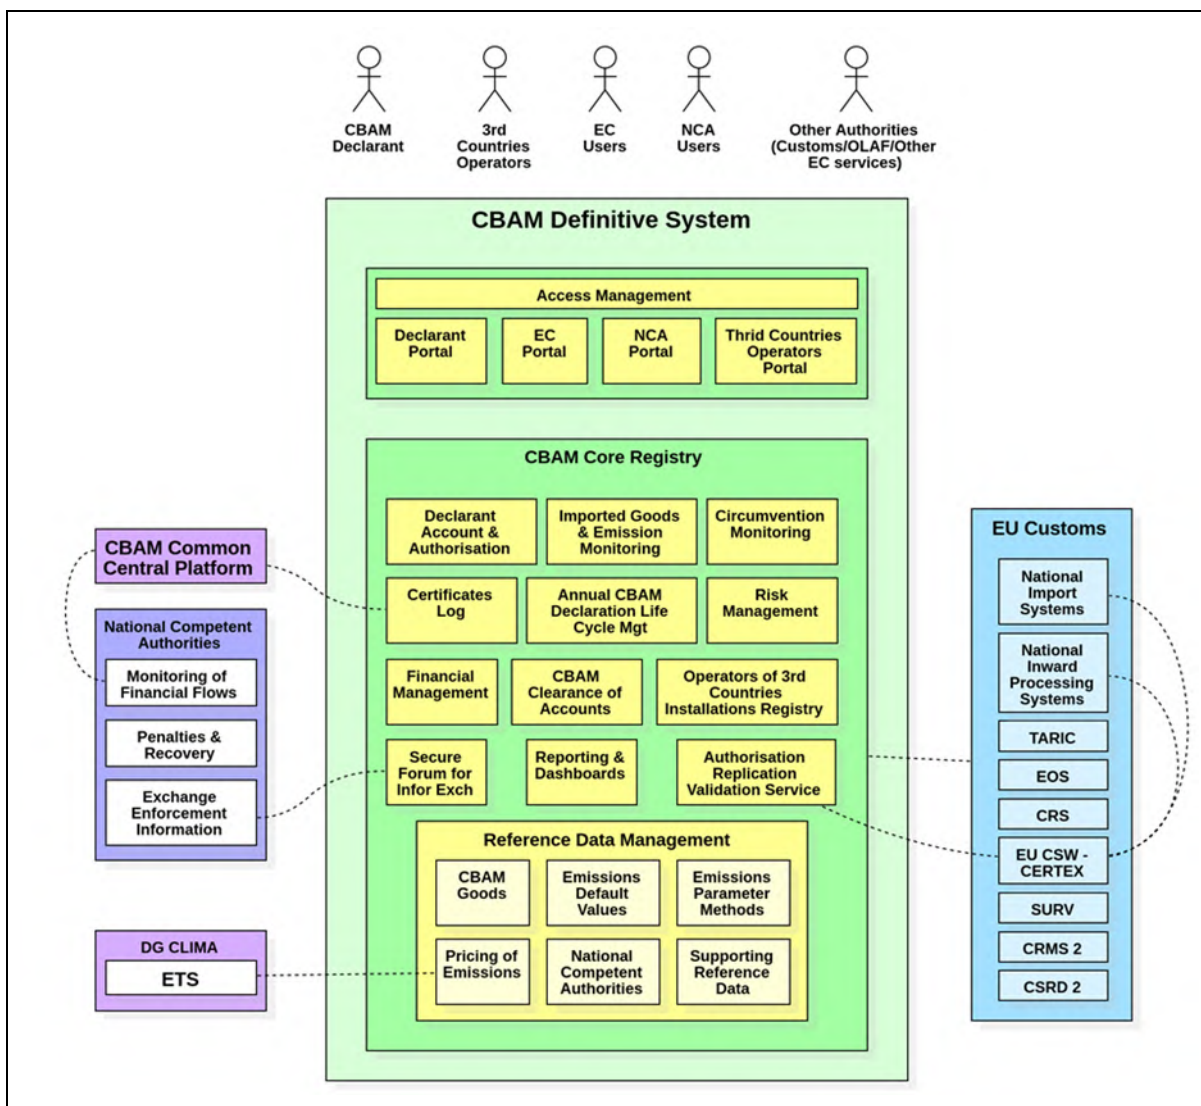 CBAM
Declarant
3rd
Countries
Operators
EC
Users
NCA
Users
Other Authorities
(Customs/OLAF/Other
EC services)
CBAM Definitive System
Access Management
Declarant
Portal
EC
Portal
NCA
Portal
Thrid Countries
Operators
Portal
CBAM Core Registry
Declarant
Account &
Authorisation
Imported Goods
& Emission
Monitoring
Circumvention
Monitoring
Certificates
Log
Annual CBAM
Declaration Life
Cycle Mgt
Risk
Management
Financial
Management
CBAM
Clearance of
Accounts
Operators of 3rd
Countries
Installations Registry
Secure
Forum for
Infor Exch
Reporting &
Dashboards
Authorisation
Replication
Validation Service
Reference Data Management
CBAM
Goods
Emissions
Default
Values
Emissions
Parameter
Methods
Pricing of
Emissions
National
Competent
Authorities
Supporting
Reference
Data
CBAM Common
Central Platform
National Competent
Authorities
Monitoring of
Financial Flows
Penalties &
Recovery
Exchange
Enforcement
Information
DG CLIMA
ETS
EU Customs
National
Import
Systems
National
Inward
Processing
Systems
TARIC
EOS
CRS
EU CSW -
CERTEX
SURV
CRMS 2
CSRD 2